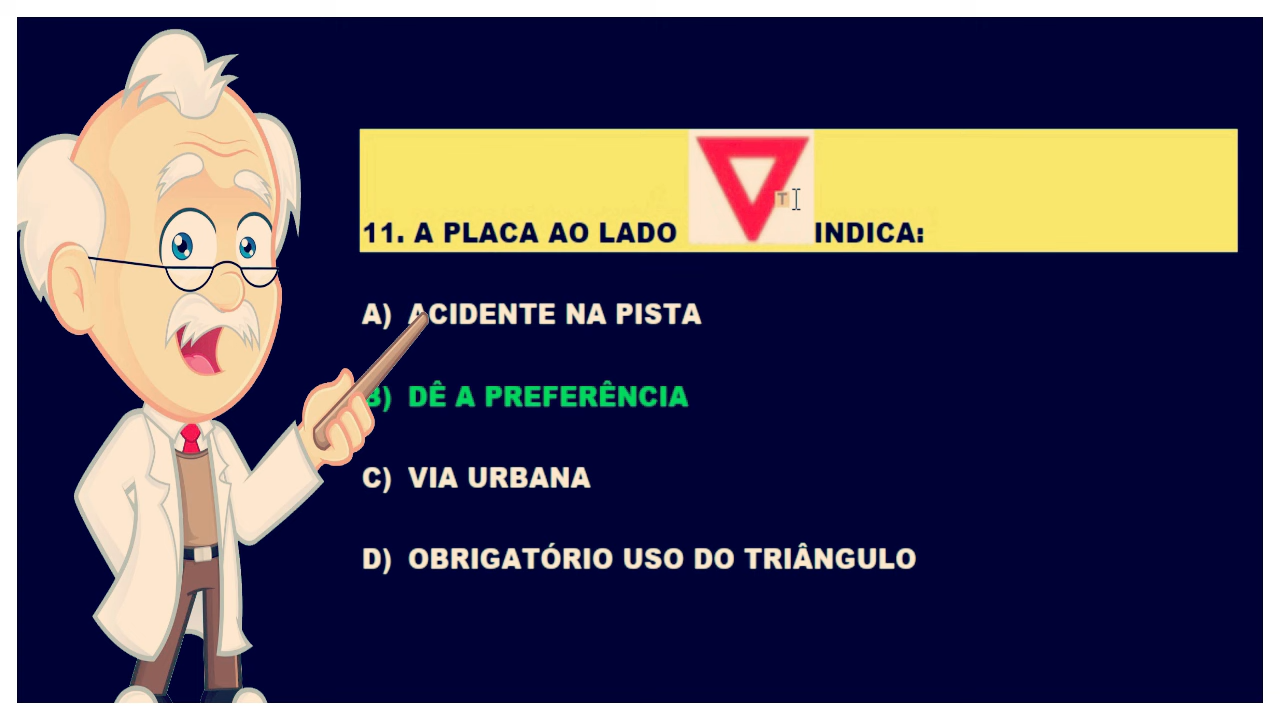 11. A PLACA AO LADO INDICA:
A) ACIDENTE NA PISTA
B) DÊ A PREFERÊNCIA
C) VIA URBANA
D) OBRIGATÓRIO USO DO TRIÂNGULO